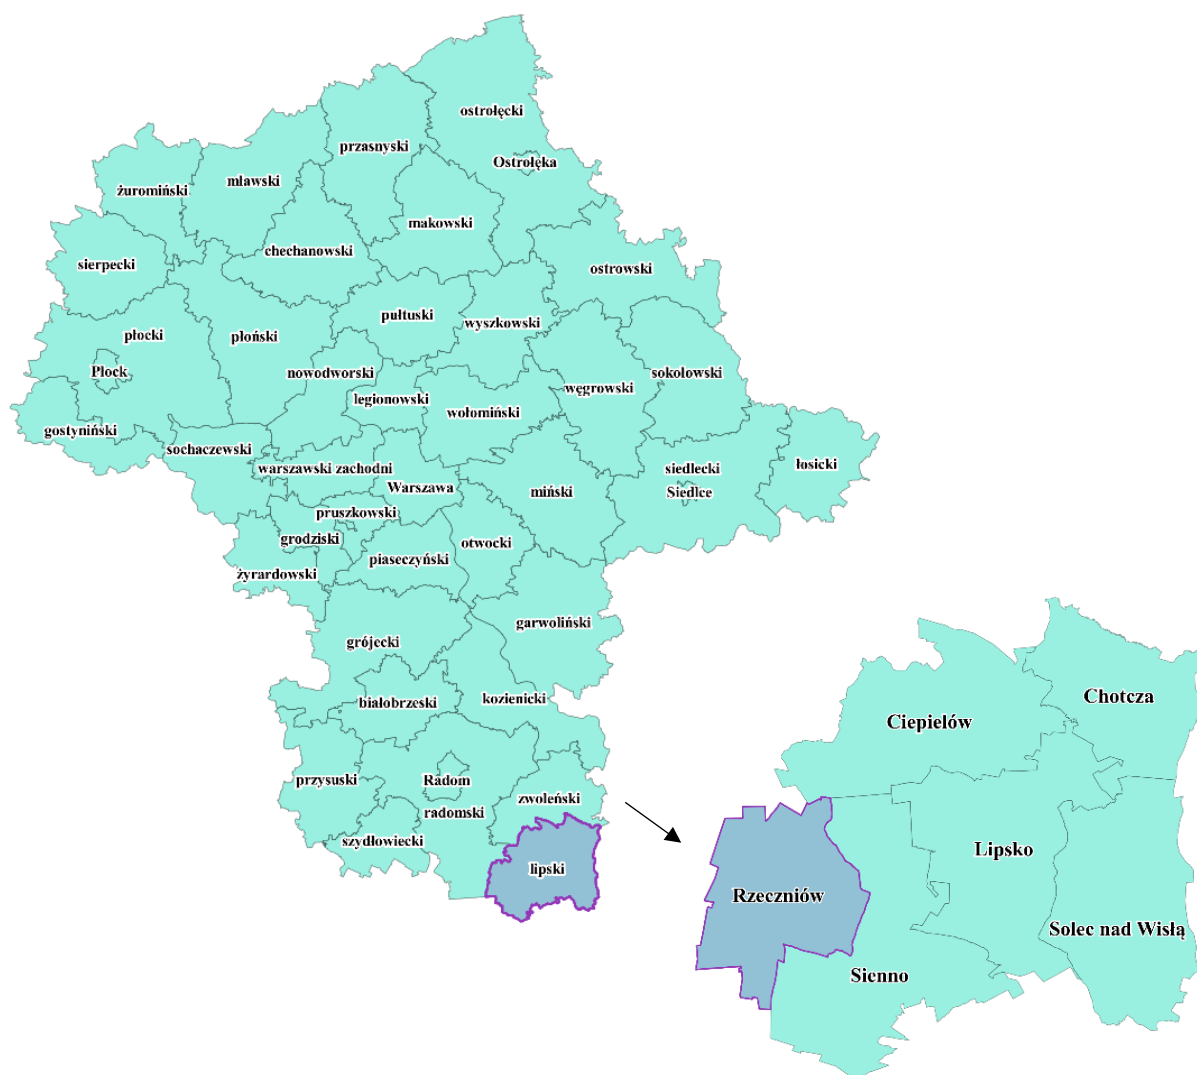 ostrołęcki
przasnyski
Ostrołęka
mławski
żuromiński
makowski
chechanowski
sierpecki
ostrowski
pułtuski
wyszkowski
płocki
płoński
Płock
nowodworski
sokołowski
węgrowski
legionowski
wołomiński
gostyniński
sochaczewski
warszawski zachodni
siedlecki
łosicki
Warszawa
miński
Siedlce
pruszkowski
grodziski
otwocki
piaseczyński
żyrardowski
garwoliński
grójecki
białobrzeski
kozienicki
przysuski
Radom
zwoleński
radomski
szydłowiecki
lipski
Chotcza
Ciepielów
Lipsko
Rzeczniów
Solec nad Wisłą
Sienno